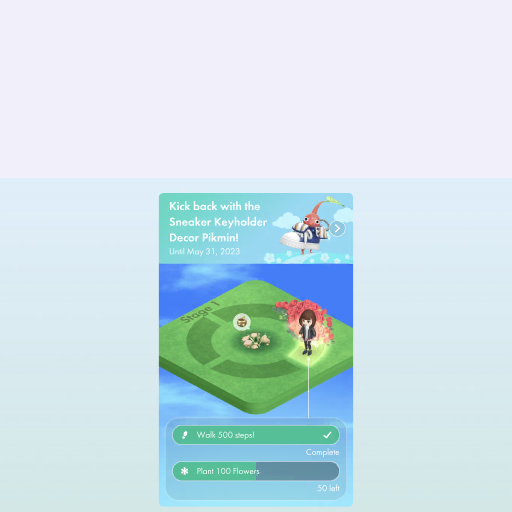 Kick back with the
Sneaker Keyholder
Decor Pikmin!
Until May 31, 2023
Stage 1
Walk 500 steps!
Complete
Plant 100 Flowers
50 left